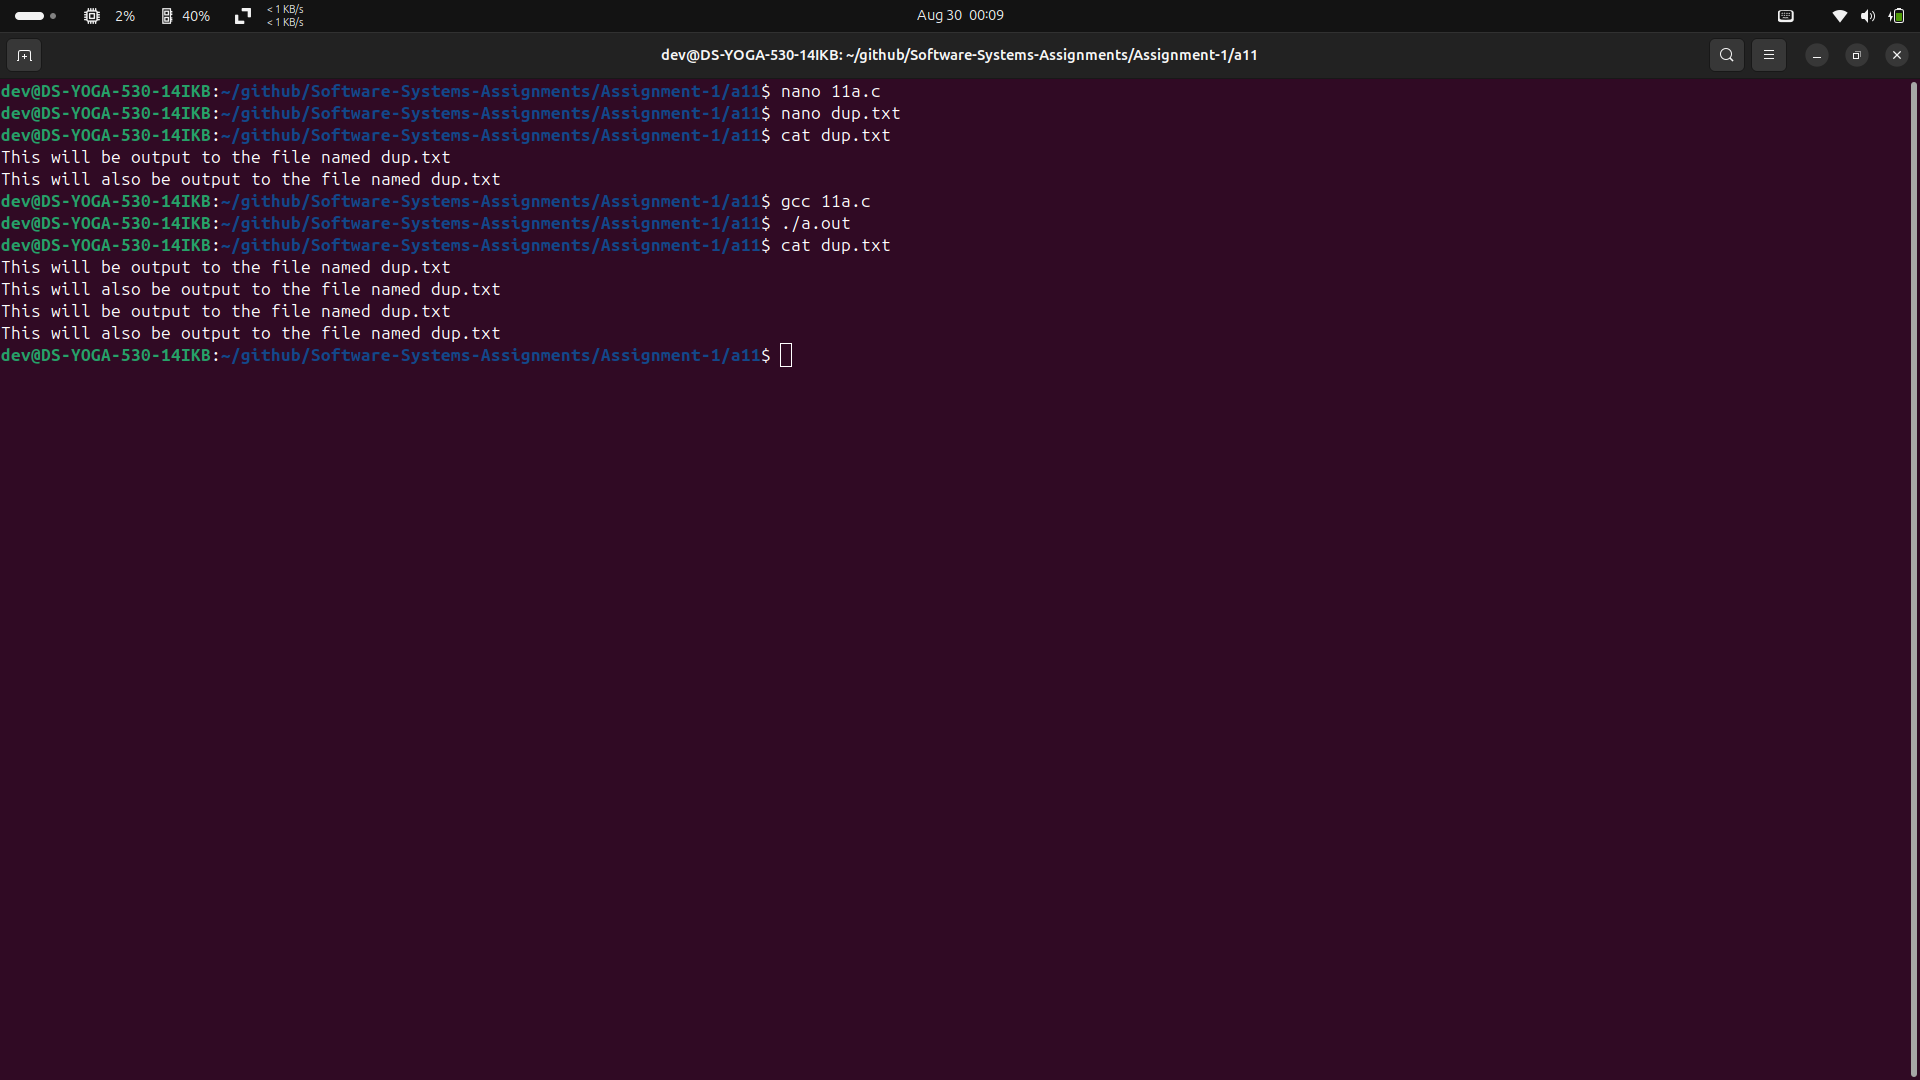 2% 40% < 1 KB/s
< 1 KB/s
Aug 30 00:09
dev@DS-YOGA-530-14IKB: ~/github/Software-Systems-Assignments/Assignment-1/a11
dev@DS-YOGA-530-14IKB:~/github/Software-Systems-Assignments/Assignment-1/a11$ nano 11a.c
dev@DS-YOGA-530-14IKB:~/github/Software-Systems-Assignments/Assignment-1/a11$ nano dup.txt
dev@DS-YOGA-530-14IKB:~/github/Software-Systems-Assignments/Assignment-1/a11$ cat dup.txt
This will be output to the file named dup.txt
This will also be output to the file named dup.txt
dev@DS-YOGA-530-14IKB:~/github/Software-Systems-Assignments/Assignment-1/a11$ gcc 11a.c
dev@DS-YOGA-530-14IKB:~/github/Software-Systems-Assignments/Assignment-1/a11$ ./a.out
dev@DS-YOGA-530-14IKB:~/github/Software-Systems-Assignments/Assignment-1/a11$ cat dup.txt
This will be output to the file named dup.txt
This will also be output to the file named dup.txt
This will be output to the file named dup.txt
This will also be output to the file named dup.txt
dev@DS-YOGA-530-14IKB:~/github/Software-Systems-Assignments/Assignment-1/a11$